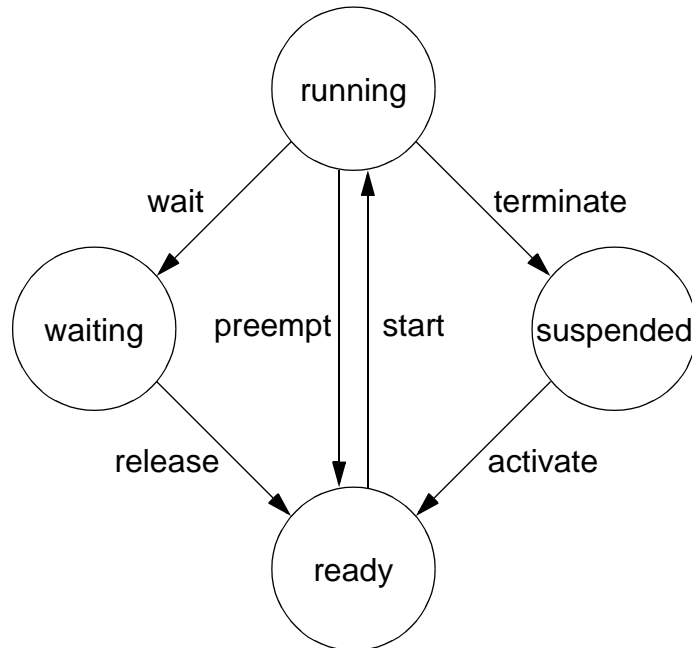 running
wait
terminate
waiting
preempt
start
suspended
release
activate
ready